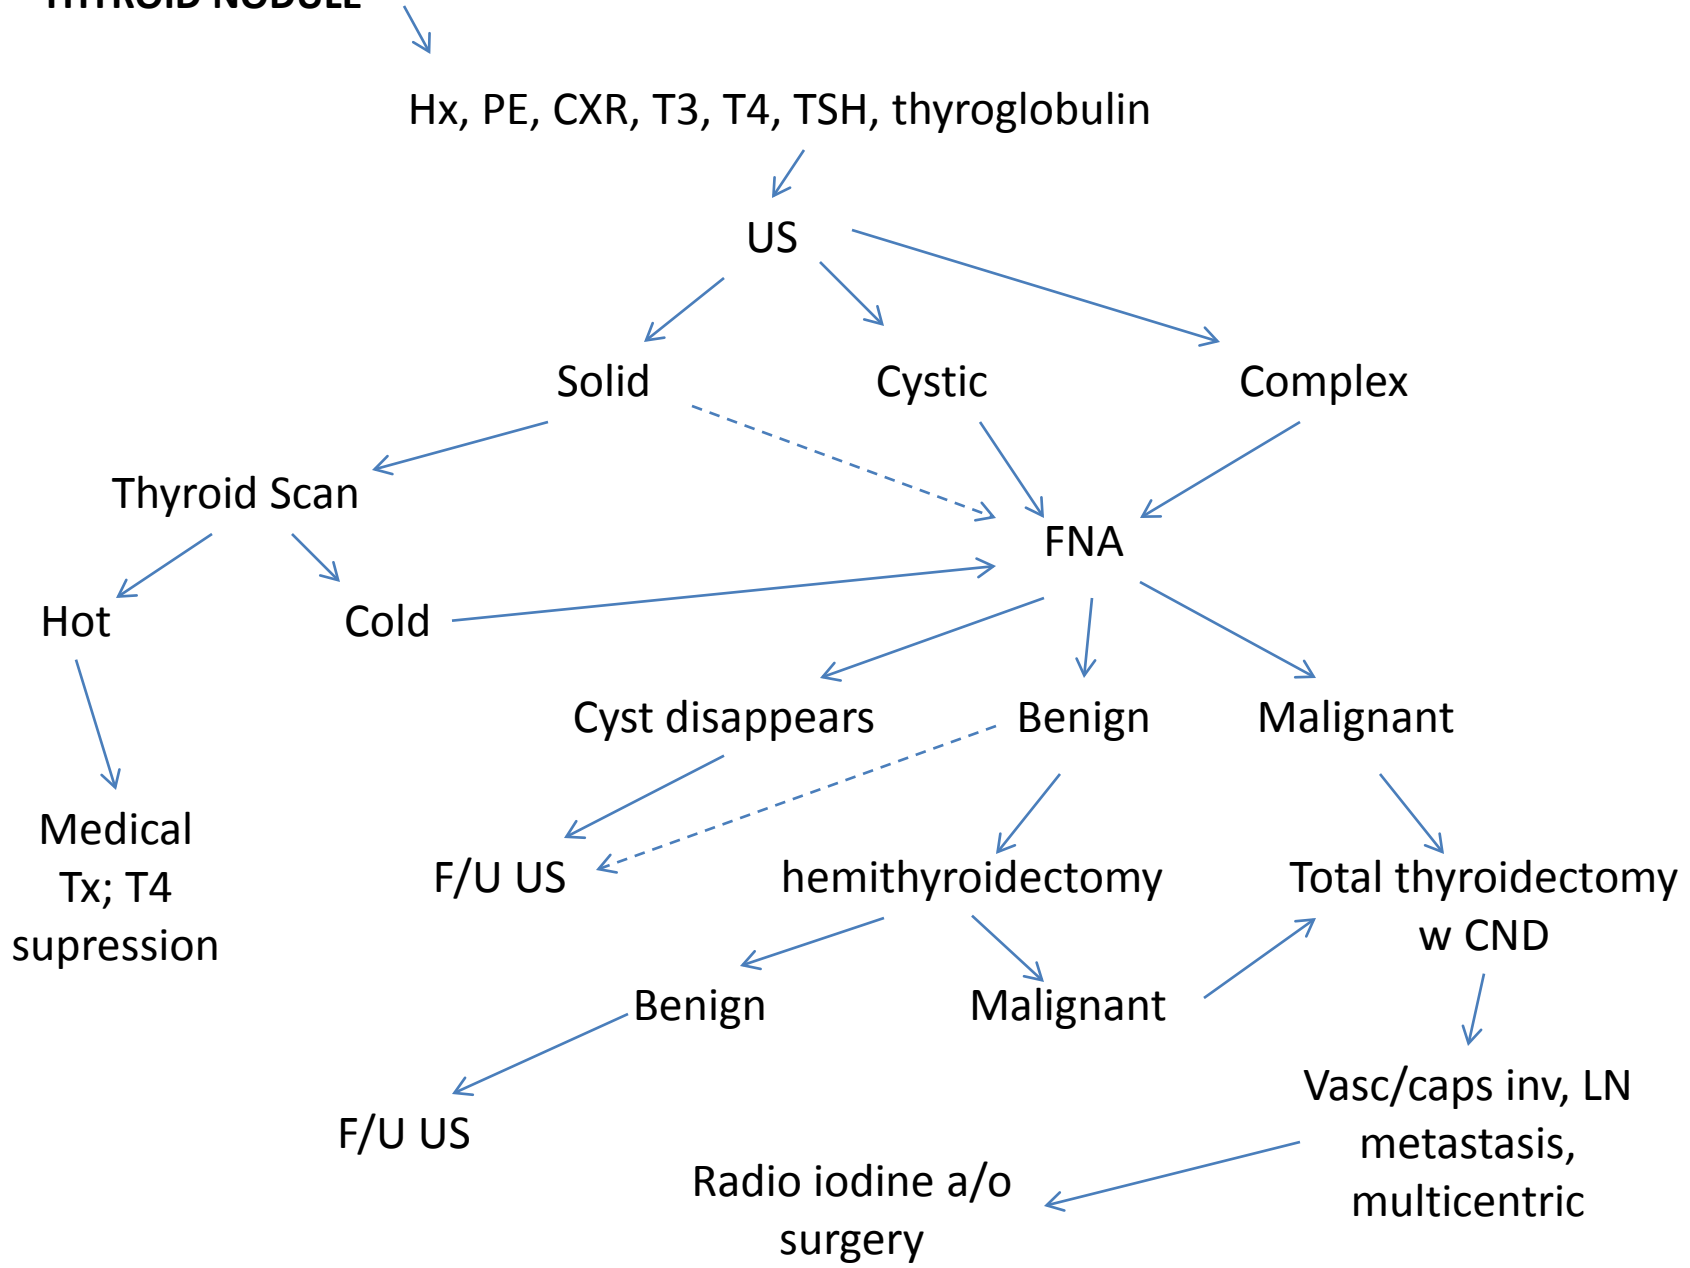 THYROID NODULE
Hx, PE, CXR, T3, T4, TSH, thyroglobulin
US
Solid
Cystic
Complex
Thyroid Scan
FNA
Hot
Cold
Cyst disappears
Benign
Malignant
Medical
Tx; T4
supression
F/U US
hemithyroidectomy
Total thyroidectomy
w CND
Benign
Malignant
F/U US
Vasc/caps inv, LN
metastasis,
multicentric
Radio iodine a/o
surgery